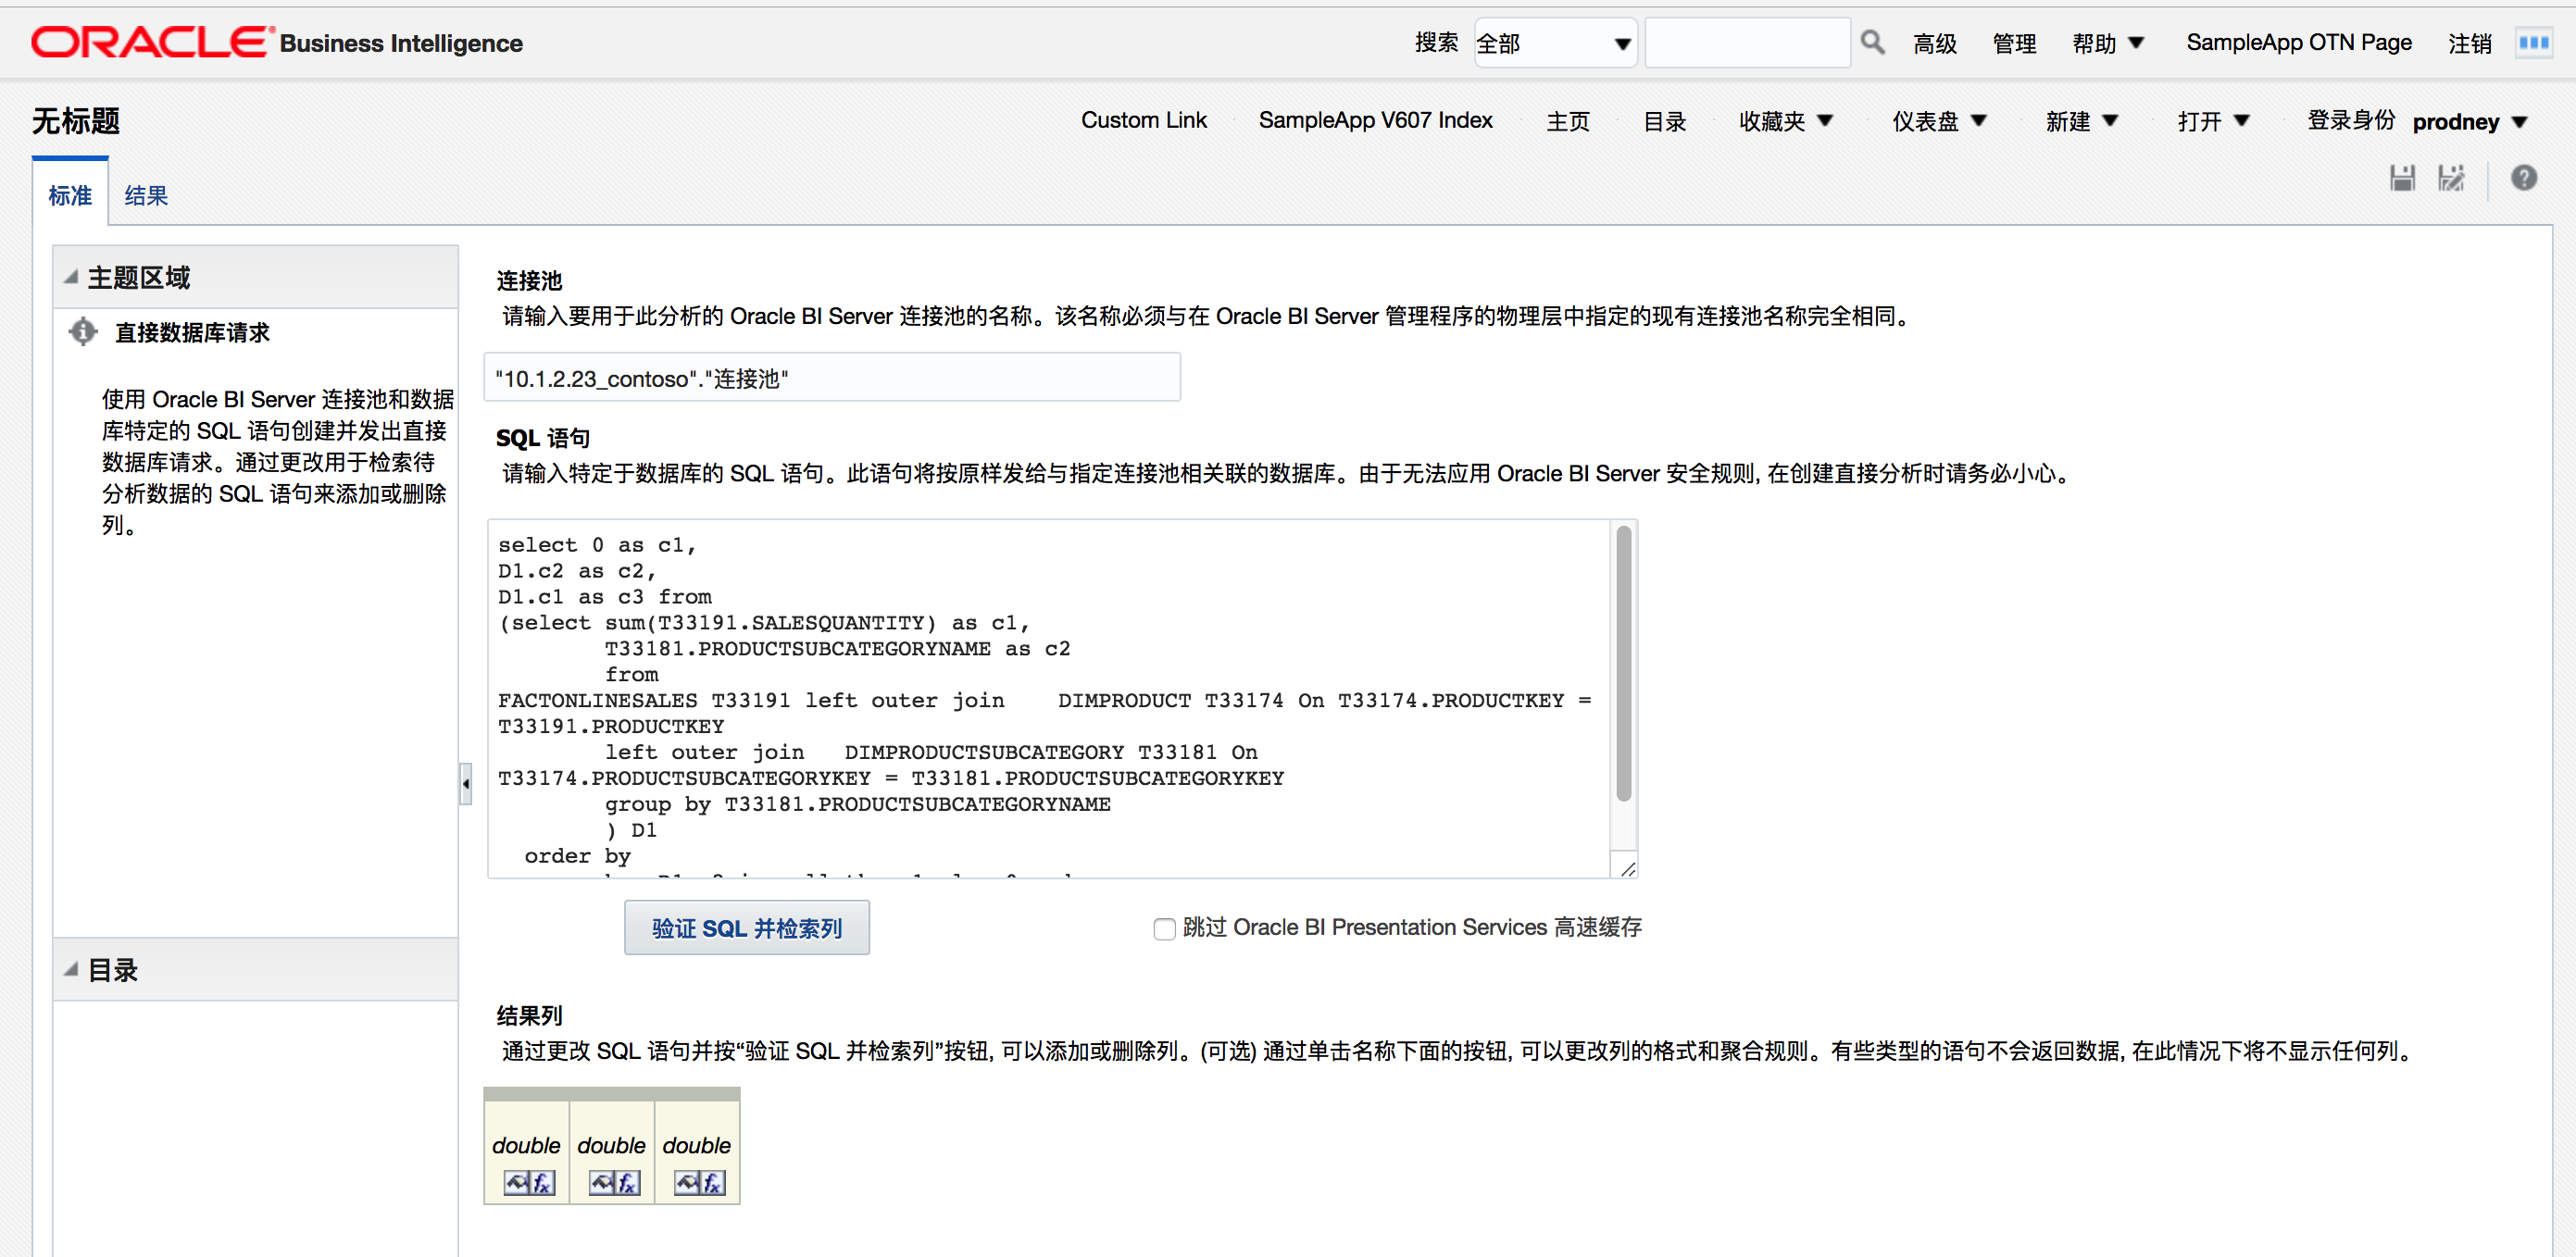 ORACLE Business Intelligence
搜索 全部 高级 管理 帮助 SampleApp OTN Page 注销
无标题
Custom Link SampleApp V607 Index 主页 目录 收藏夹 仪表盘 新建 打开 登录身份 prodney
标准 结果
主题区域
直接数据库请求
使用 Oracle BI Server 连接池和数据
库特定的 SQL 语句创建并发出直接
数据库请求。通过更改用于检索待
分析数据的 SQL 语句来添加或删除
列。
目录
连接池
请输入要用于此分析的 Oracle BI Server 连接池的名称。该名称必须与在 Oracle BI Server 管理程序的物理层中指定的现有连接池名称完全相同。
"10.1.2.23_contoso"."连接池"
SQL 语句
请输入特定于数据库的 SQL 语句。此语句将按原样发给与指定连接池相关联的数据库。由于无法应用 Oracle BI Server 安全规则, 在创建直接分析时请务必小心。
select 0 as c1,
D1.c2 as c2,
D1.c1 as c3 from
(select sum(T33191.SALESQUANTITY) as c1,
T33181.PRODUCTSUBCATEGORYNAME as c2
from
FACTONLINESALES T33191 left outer join DIMPRODUCT T33174 On T33174.PRODUCTKEY =
T33191.PRODUCTKEY
left outer join DIMPRODUCTSUBCATEGORY T33181 On
T33174.PRODUCTSUBCATEGORYKEY = T33181.PRODUCTSUBCATEGORYKEY
group by T33181.PRODUCTSUBCATEGORYNAME
) D1
order by
验证 SQL 并检索列
跳过 Oracle BI Presentation Services 高速缓存
结果列
通过更改 SQL 语句并按“验证 SQL 并检索列”按钮, 可以添加或删除列。(可选) 通过单击名称下面的按钮, 可以更改列的格式和聚合规则。有些类型的语句不会返回数据, 在此情况下将不显示任何列。
double double double
fx fx fx